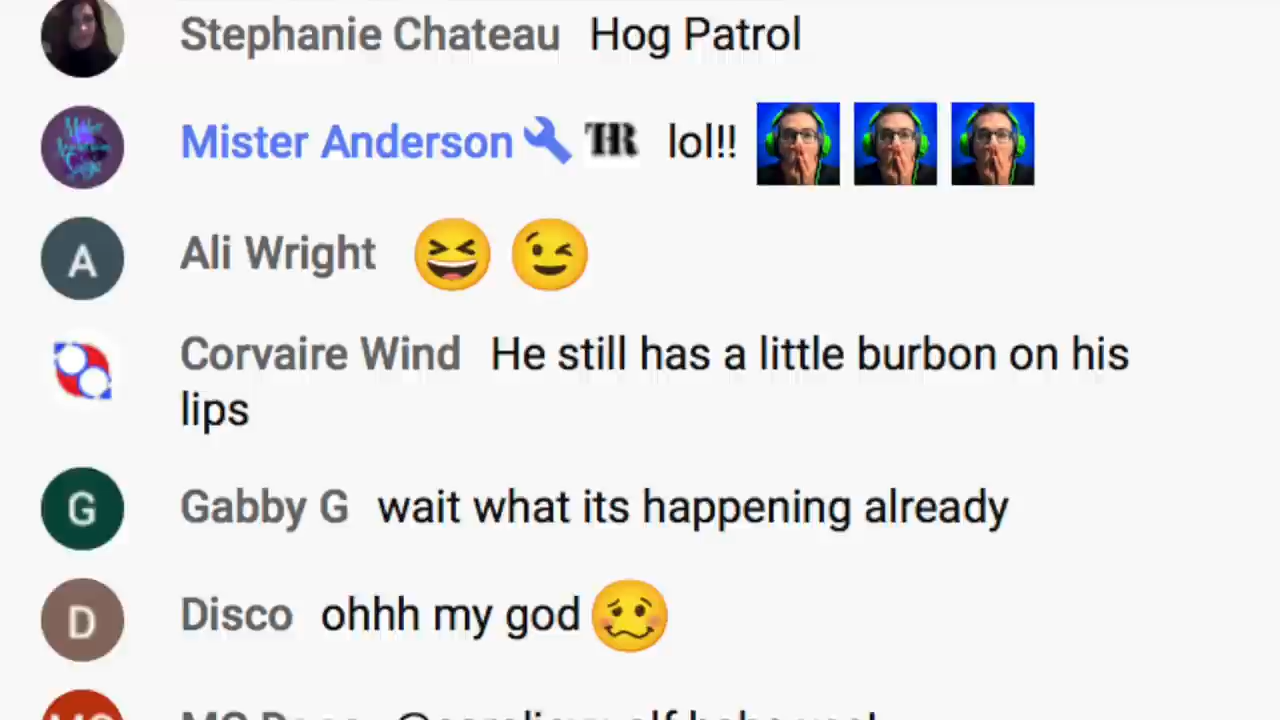 Stephanie Chateau Hog Patrol
Mister Anderson THR lol!!
A Ali Wright 😆 😉
Corvaire Wind He still has a little burbon on his
lips
G Gabby G wait what its happening already
D Disco ohhh my god 🥴